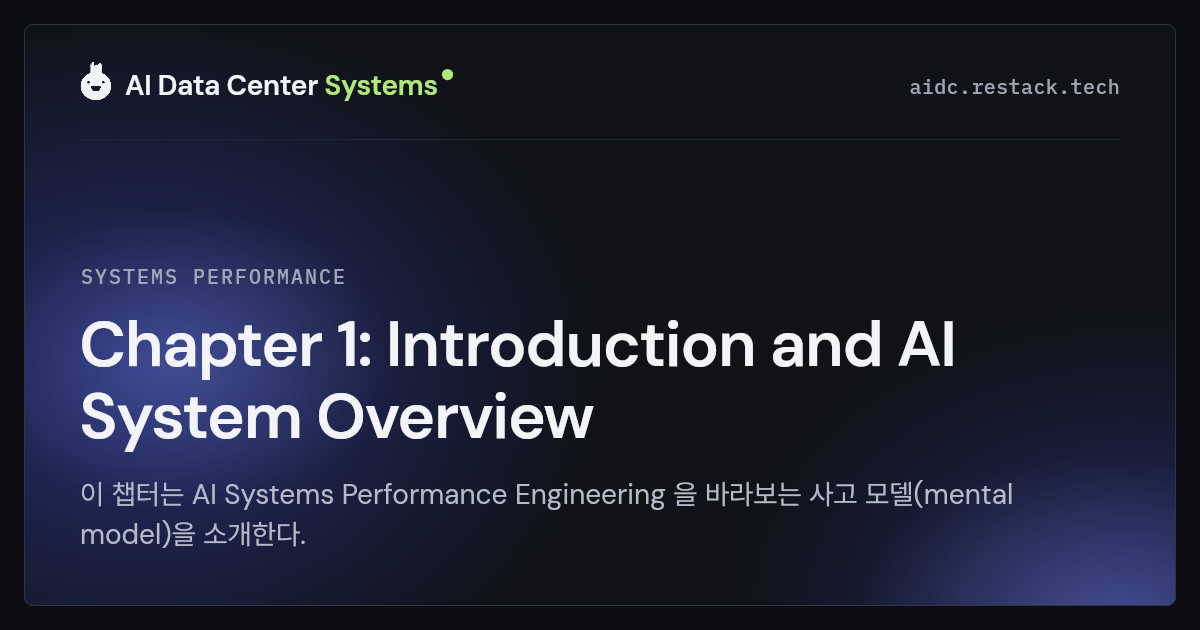 AI Data Center Systems
aidc.restack.tech
SYSTEMS PERFORMANCE
Chapter 1: Introduction and AI
System Overview
이 챕터는 AI Systems Performance Engineering 을 바라보는 사고 모델(mental
model)을 소개한다.